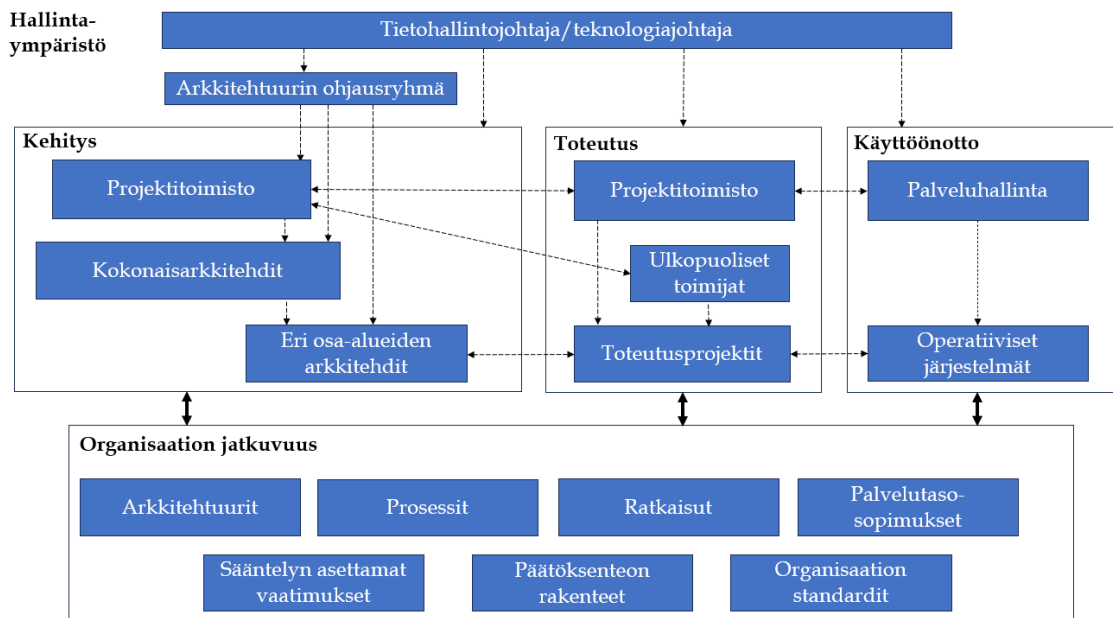 Hallinta-
ympäristö
Tietohallintojohtaja/teknologiajohtaja
Arkkitehtuurin ohjausryhmä
Kehitys
Projektitoimisto
Kokonaisarkkitehdit
Eri osa-alueiden
arkkitehdit
Toteutus
Projektitoimisto
Ulkopuoliset
toimijat
Toteutusprojektit
Käyttöönotto
Palveluhallinta
Operatiiviset
järjestelmät
Organisaation jatkuvuus
Arkkitehtuurit
Prosessit
Ratkaisut
Palvelutaso-
sopimukset
Sääntelyn asettamat
vaatimukset
Päätöksenteon
rakenteet
Organisaation
standardit